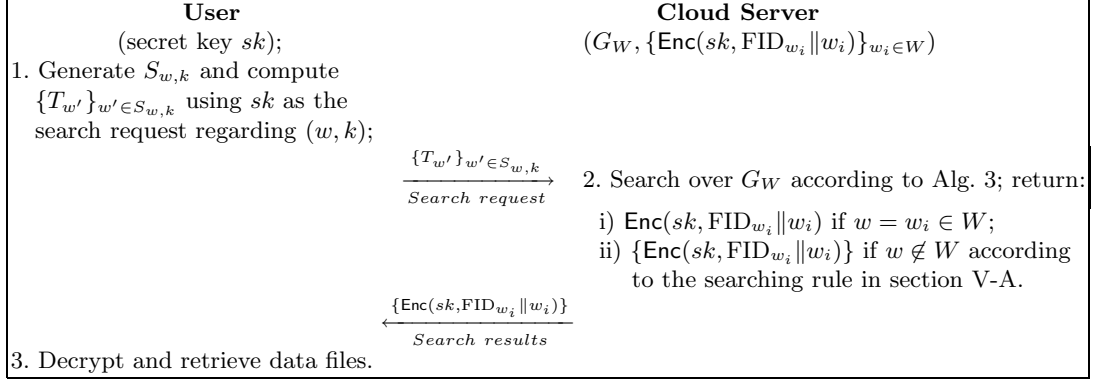 User Cloud Server
(secret key sk); (G_W, {Enc(sk, FID_{w_i}‖w_i)}_{w_i∈W})
1. Generate S_{w,k} and compute
{T_{w′}}_{w′∈S_{w,k}} using sk as the
search request regarding (w, k);
{T_{w′}}_{w′∈S_{w,k}}
Search request
2. Search over G_W according to Alg. 3; return:
i) Enc(sk, FID_{w_i}‖w_i) if w = w_i ∈ W;
ii) {Enc(sk, FID_{w_i}‖w_i)} if w ∉ W according
to the searching rule in section V-A.
{Enc(sk,FID_{w_i}‖w_i)}
Search results
3. Decrypt and retrieve data files.